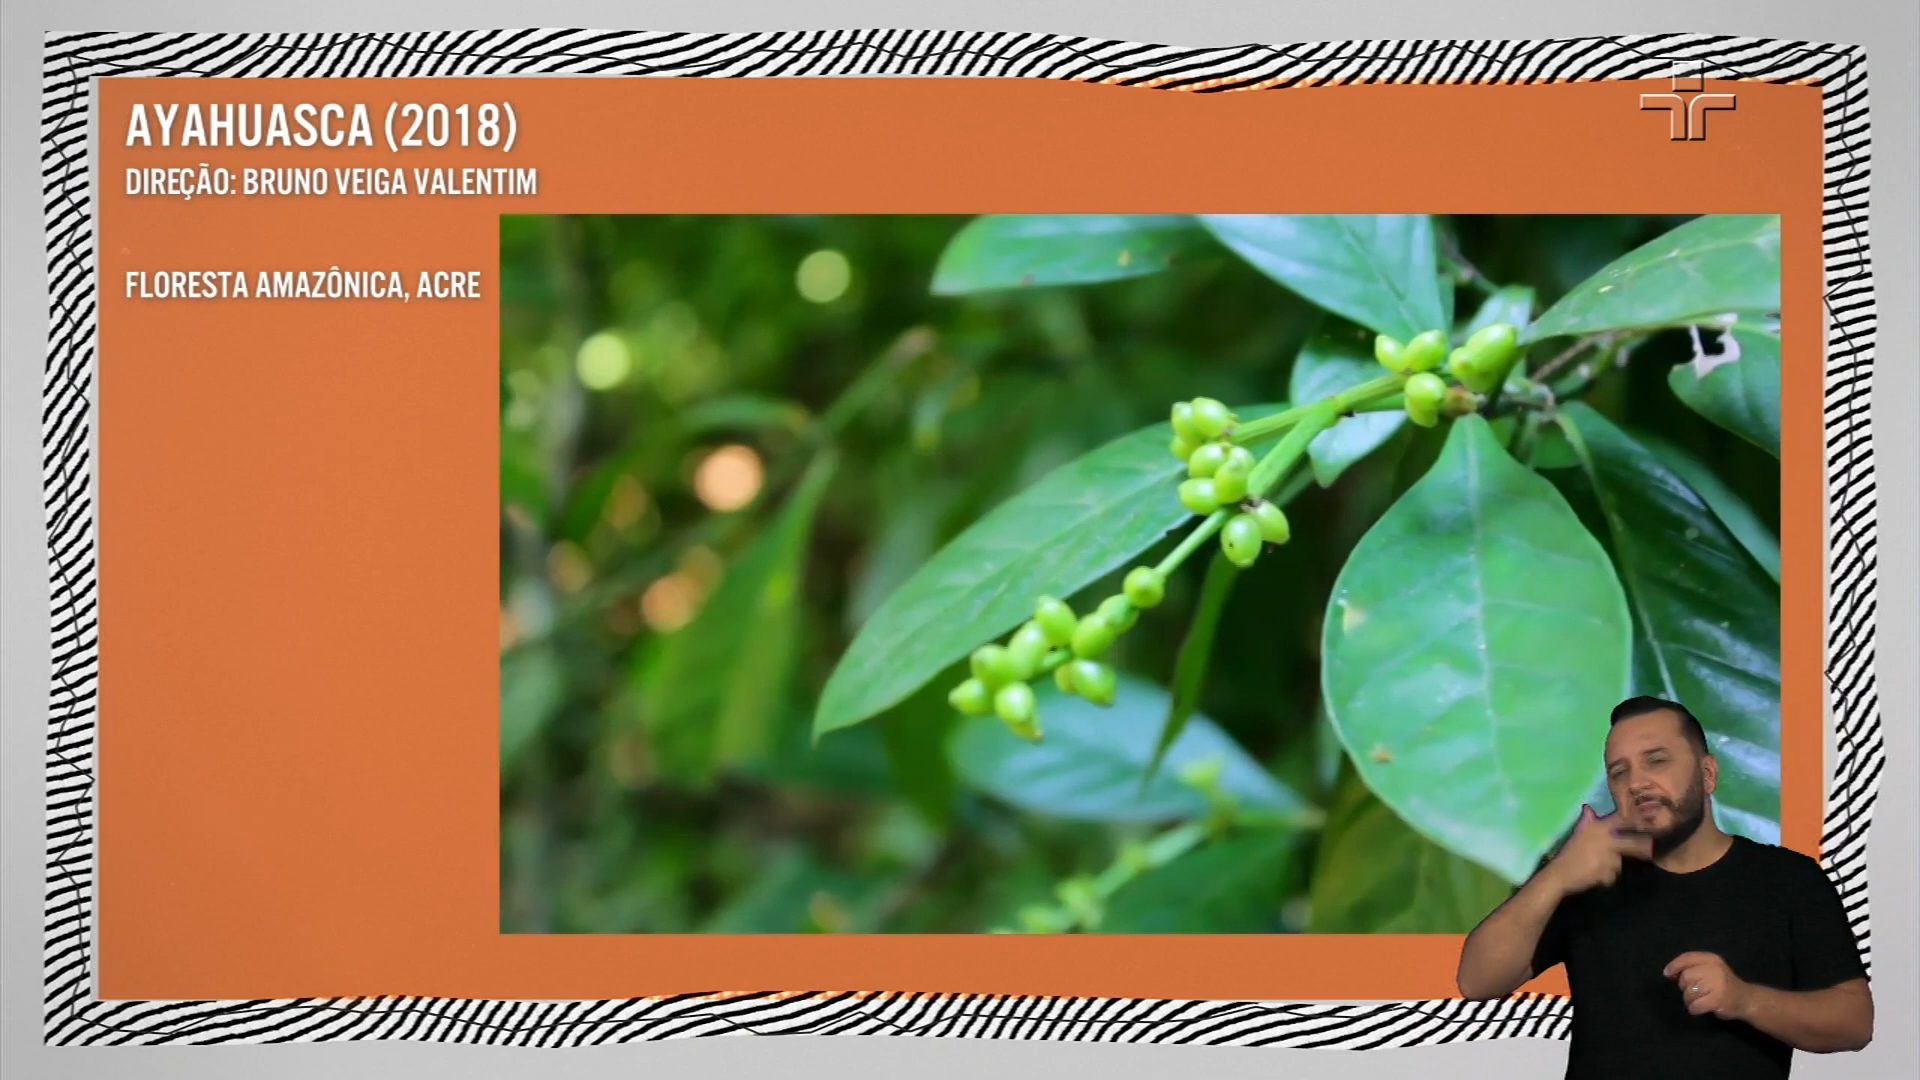 AYAHUASCA (2018)
DIREÇÃO: BRUNO VEIGA VALENTIM
FLORESTA AMAZÔNICA, ACRE